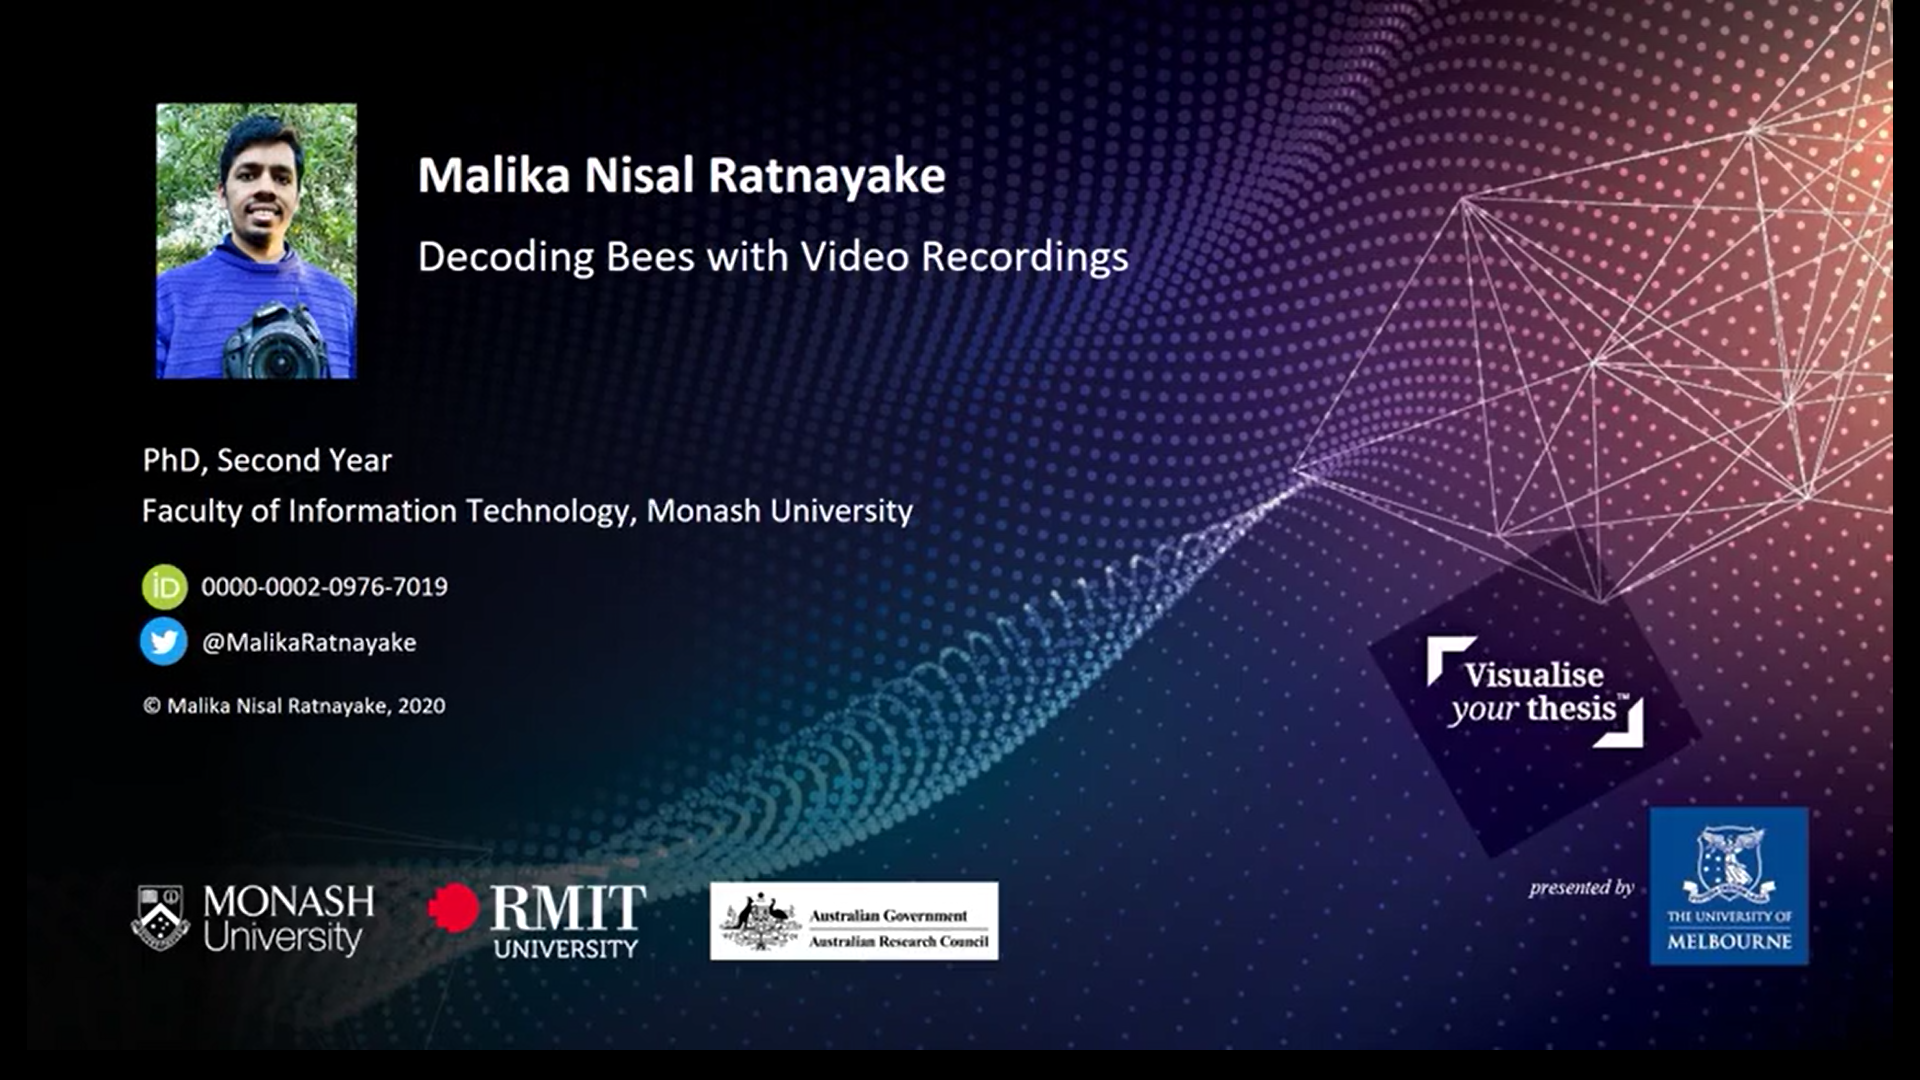 Malika Nisal Ratnayake
Decoding Bees with Video Recordings
PhD, Second Year
Faculty of Information Technology, Monash University
iD 0000-0002-0976-7019
@MalikaRatnayake
© Malika Nisal Ratnayake, 2020
Visualise
your thesis™
MONASH
University
RMIT
UNIVERSITY
Australian Government
Australian Research Council
presented by
THE UNIVERSITY OF
MELBOURNE